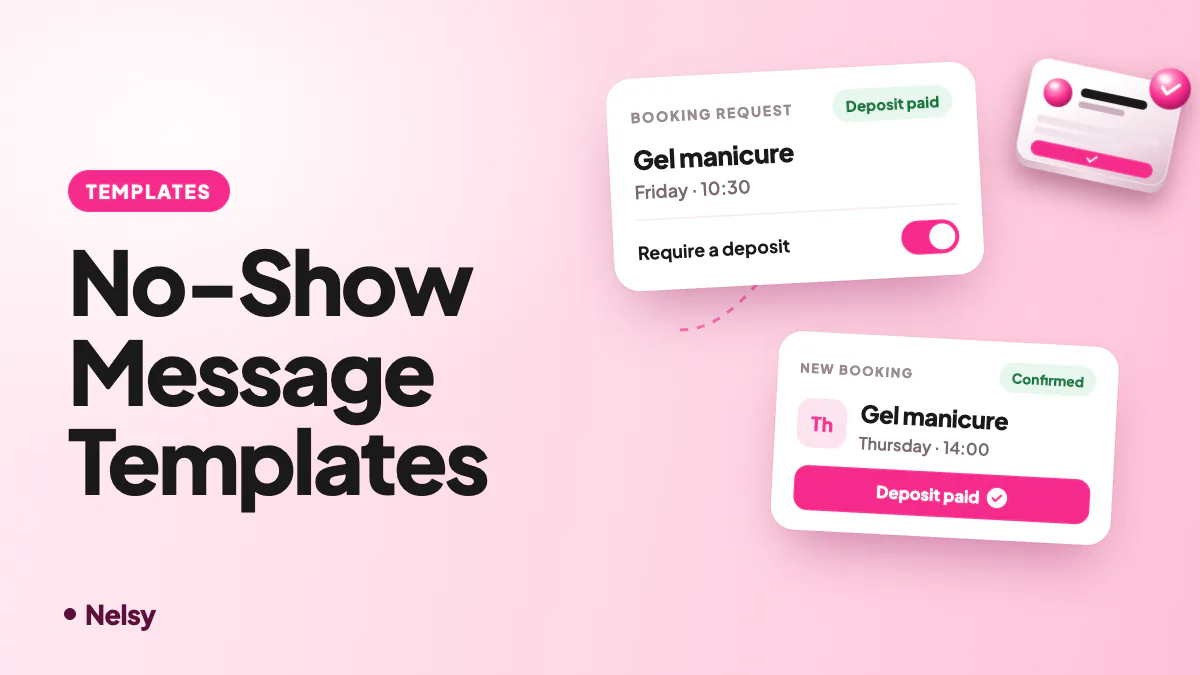 TEMPLATES
No-Show
Message
Templates
Nelsy
BOOKING REQUEST
Deposit paid
Gel manicure
Friday · 10:30
Require a deposit
NEW BOOKING
Confirmed
Th
Gel manicure
Thursday · 14:00
Deposit paid